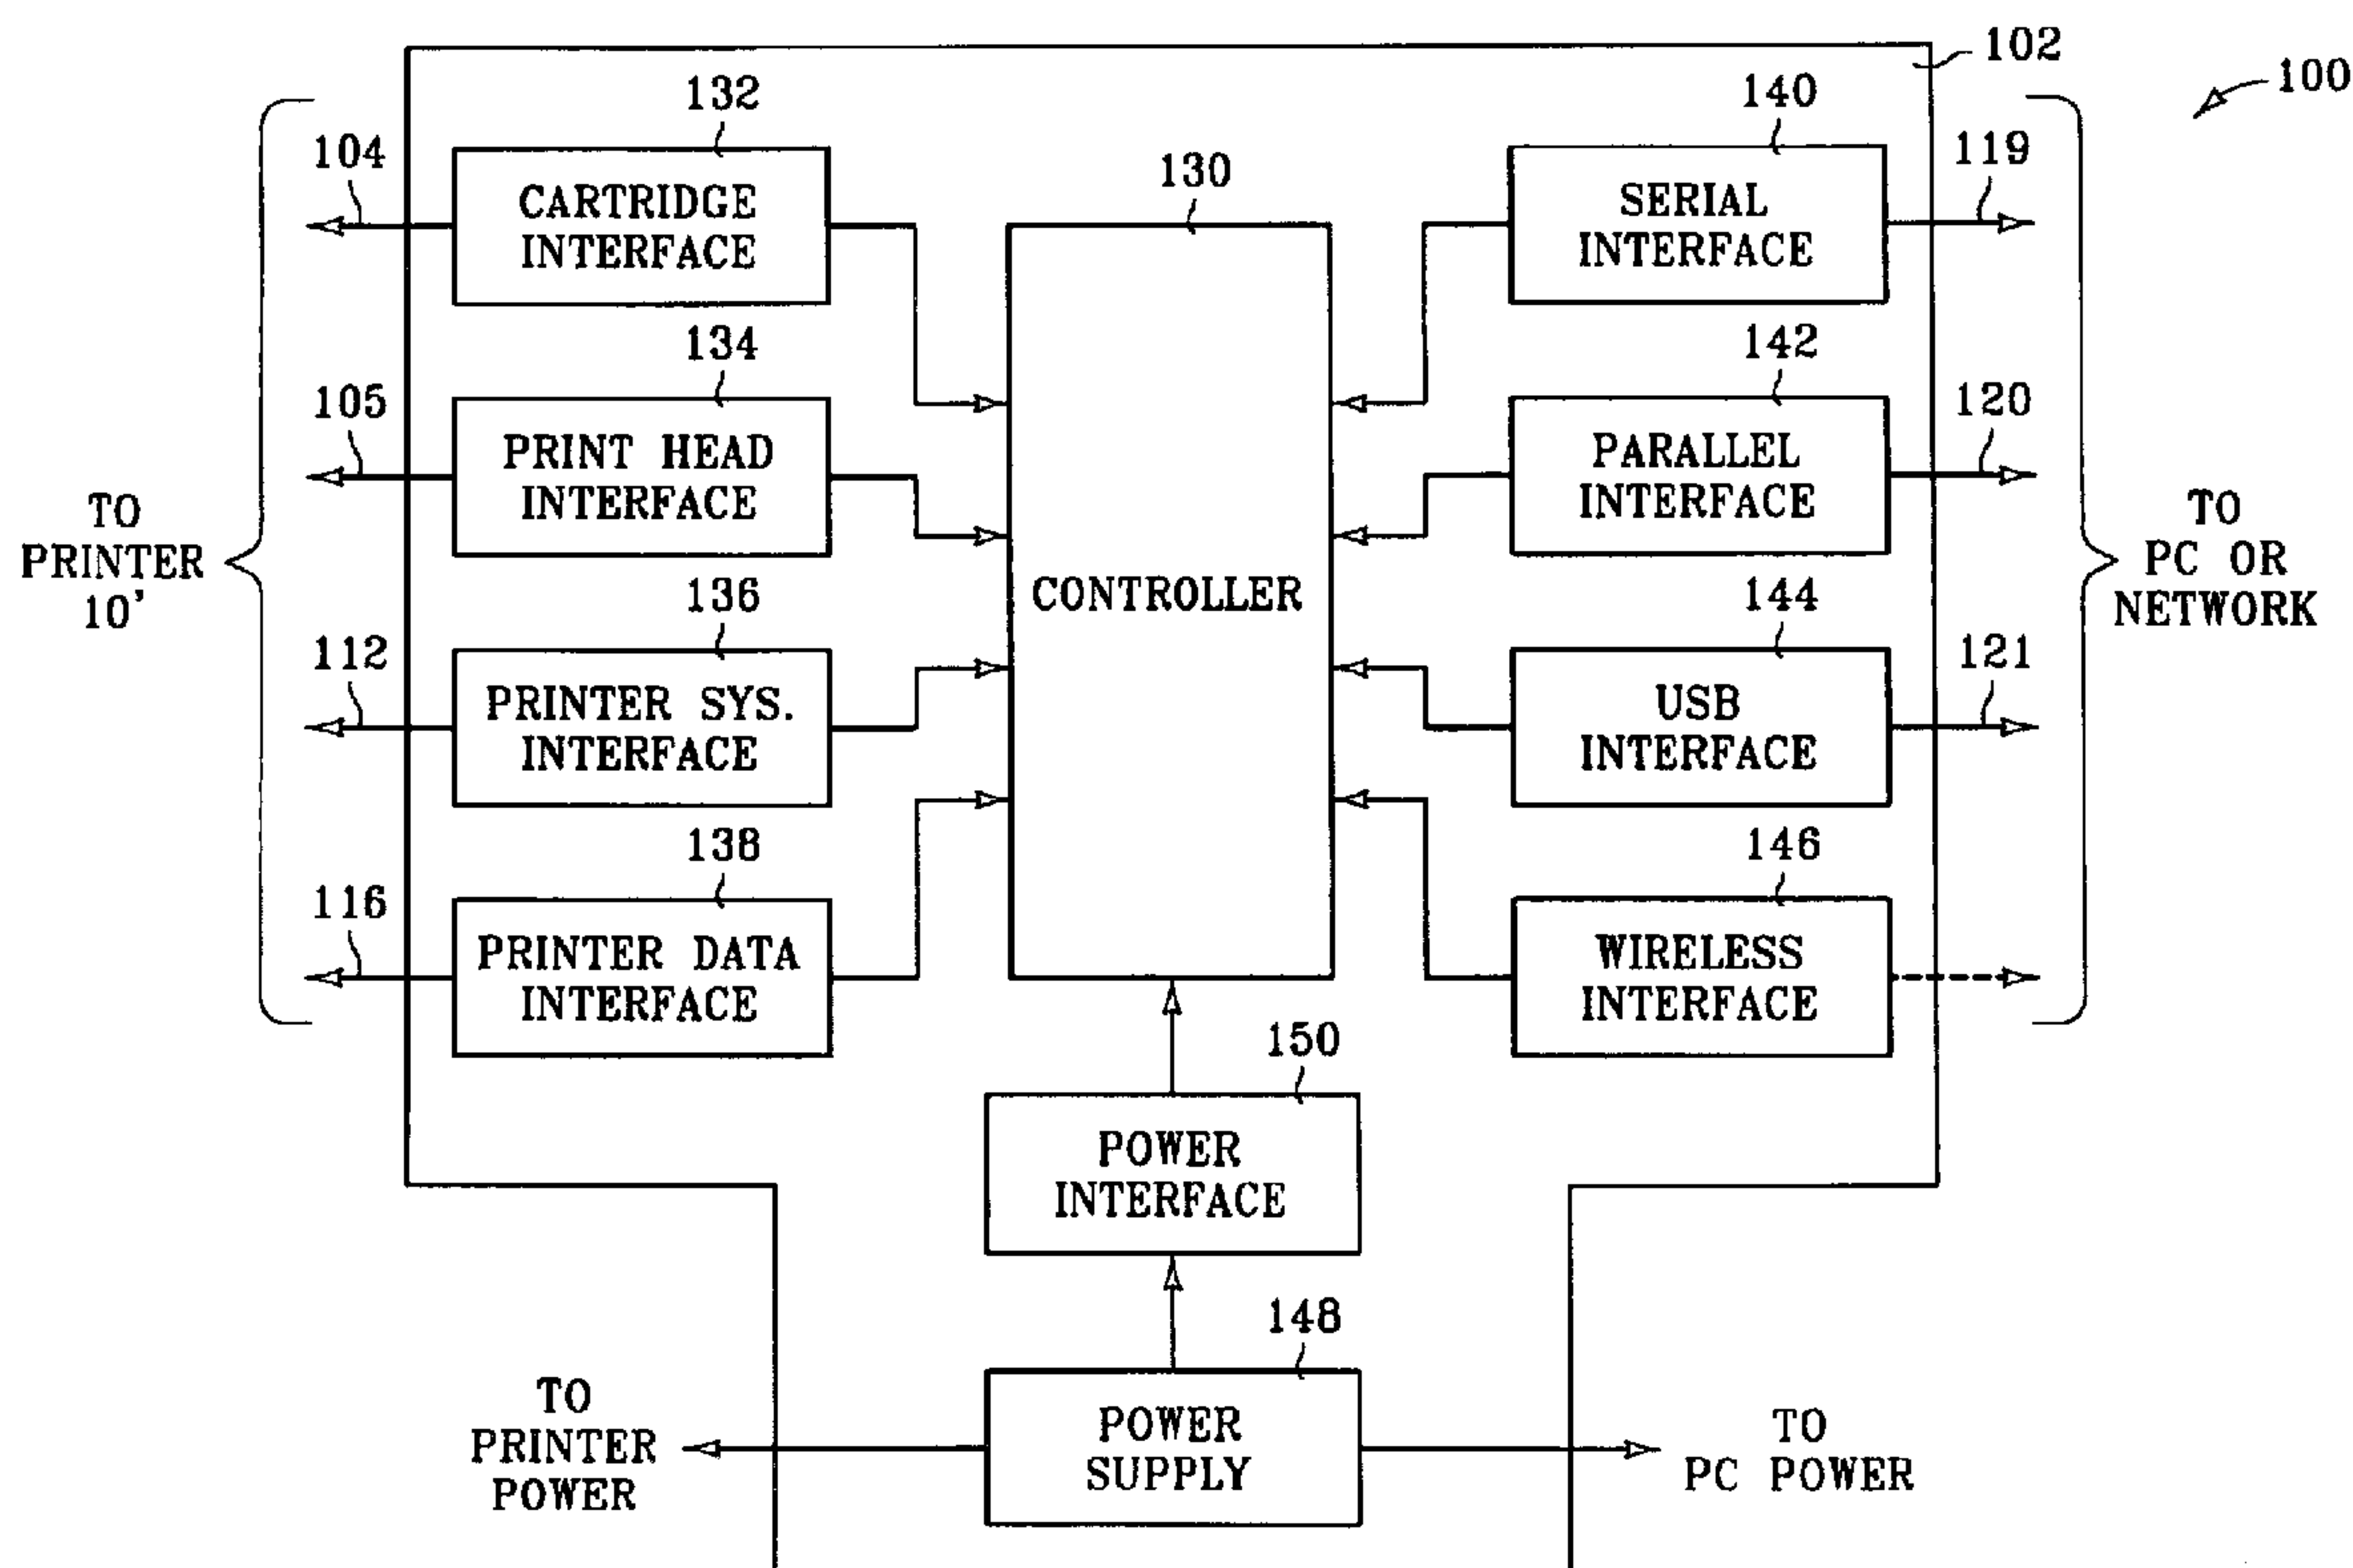 102
100
132
140
104
119
CARTRIDGE
INTERFACE
130
SERIAL
INTERFACE
134
142
105
120
PRINT HEAD
INTERFACE
PARALLEL
INTERFACE
TO
PRINTER
10'
CONTROLLER
TO
PC OR
NETWORK
136
144
112
121
PRINTER SYS.
INTERFACE
USB
INTERFACE
138
146
116
PRINTER DATA
INTERFACE
WIRELESS
INTERFACE
150
POWER
INTERFACE
148
TO
PRINTER
POWER
POWER
SUPPLY
TO
PC POWER